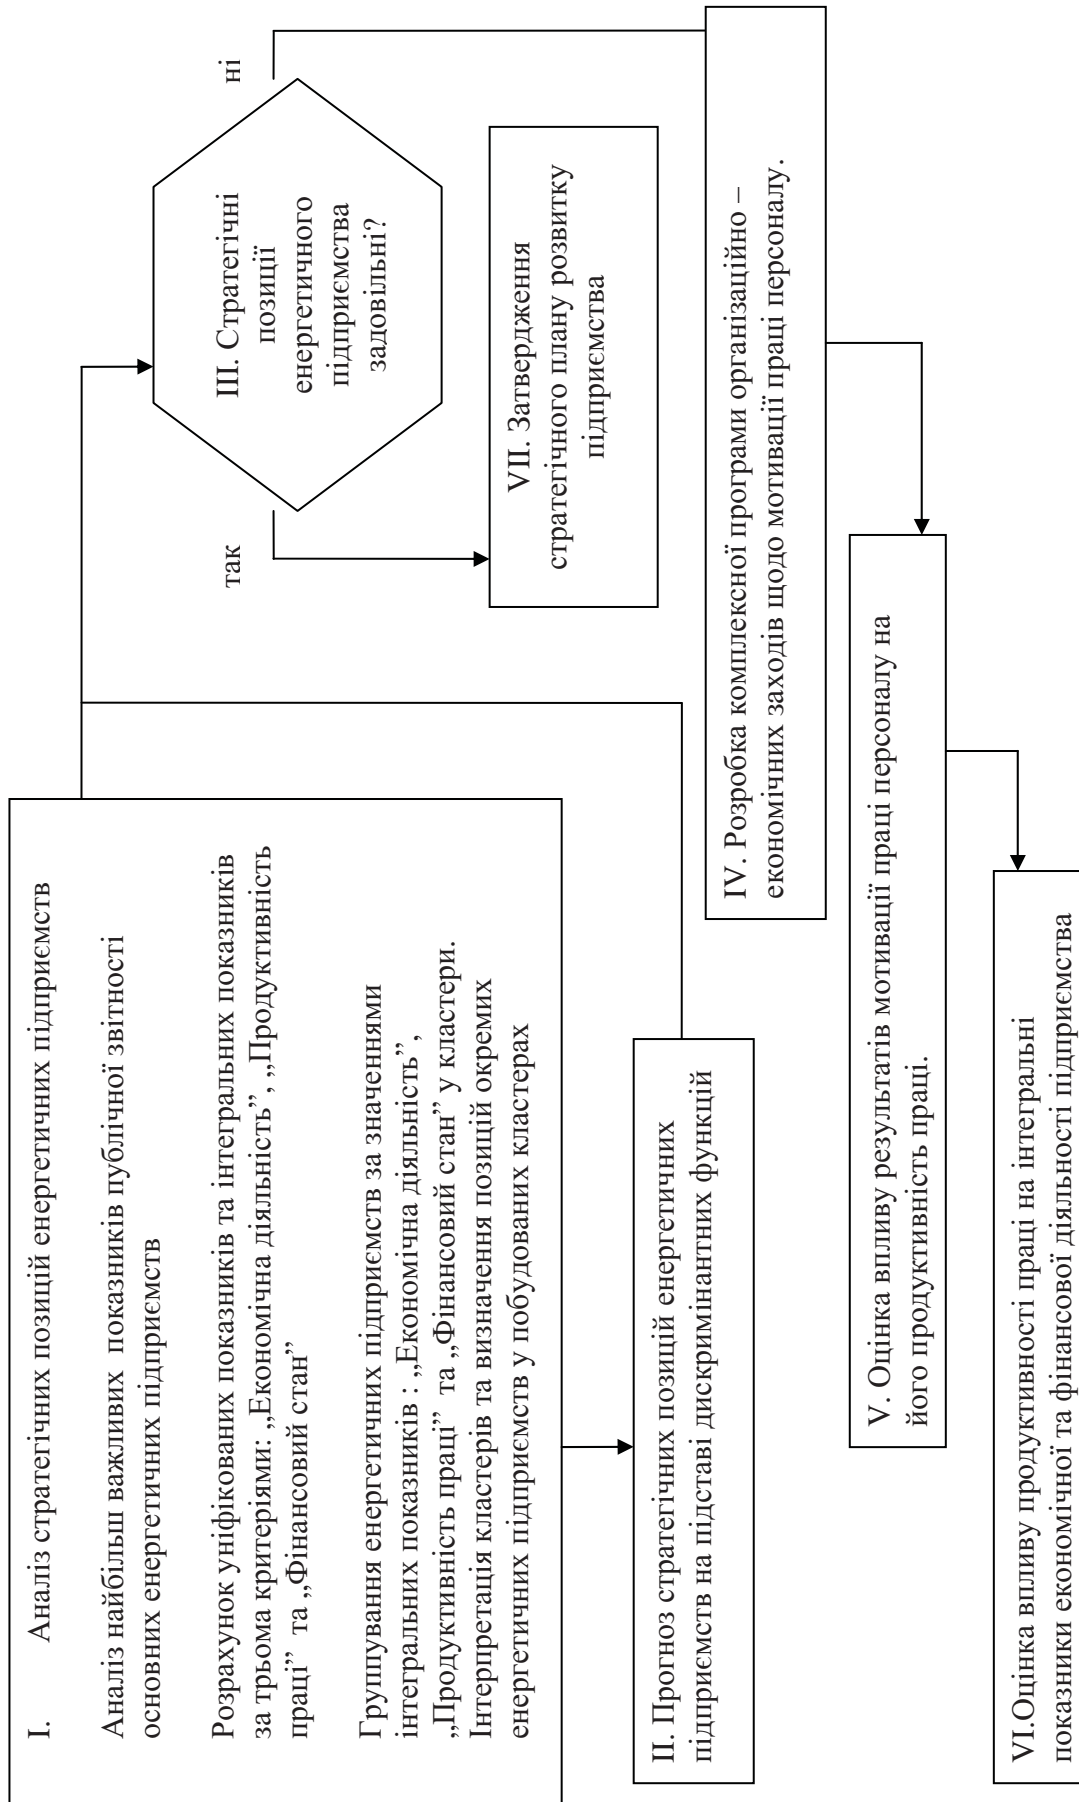 I. Аналіз стратегічних позицій енергетичних підприємств
Аналіз найбільш важливих показників публічної звітності
основних енергетичних підприємств
Розрахунок уніфікованих показників та інтегральних показників
за трьома критеріями: „Економічна діяльність”, „Продуктивність
праці” та „Фінансовий стан”
Группування енергетичних підприємств за значеннями
інтегральних показників : „Економічна діяльність”,
„Продуктивність праці” та „Фінансовий стан” у кластери.
Інтерпретація кластерів та визначення позицій окремих
енергетичних підприємств у побудованих кластерах
II. Прогноз стратегічних позицій енергетичних
підприємств на підставі дискримінантних функцій
III. Стратегічні
позиції
енергетичного
підприємства
задовільні?
так
ні
VII. Затвердження
стратегічного плану розвитку
підприємства
IV. Розробка комплексної програми організаційно –
економічних заходів щодо мотивації праці персоналу.
V. Оцінка впливу результатів мотивації праці персоналу на
його продуктивність праці.
VI.Оцінка впливу продуктивності праці на інтегральні
показники економічної та фінансової діяльності підприємства